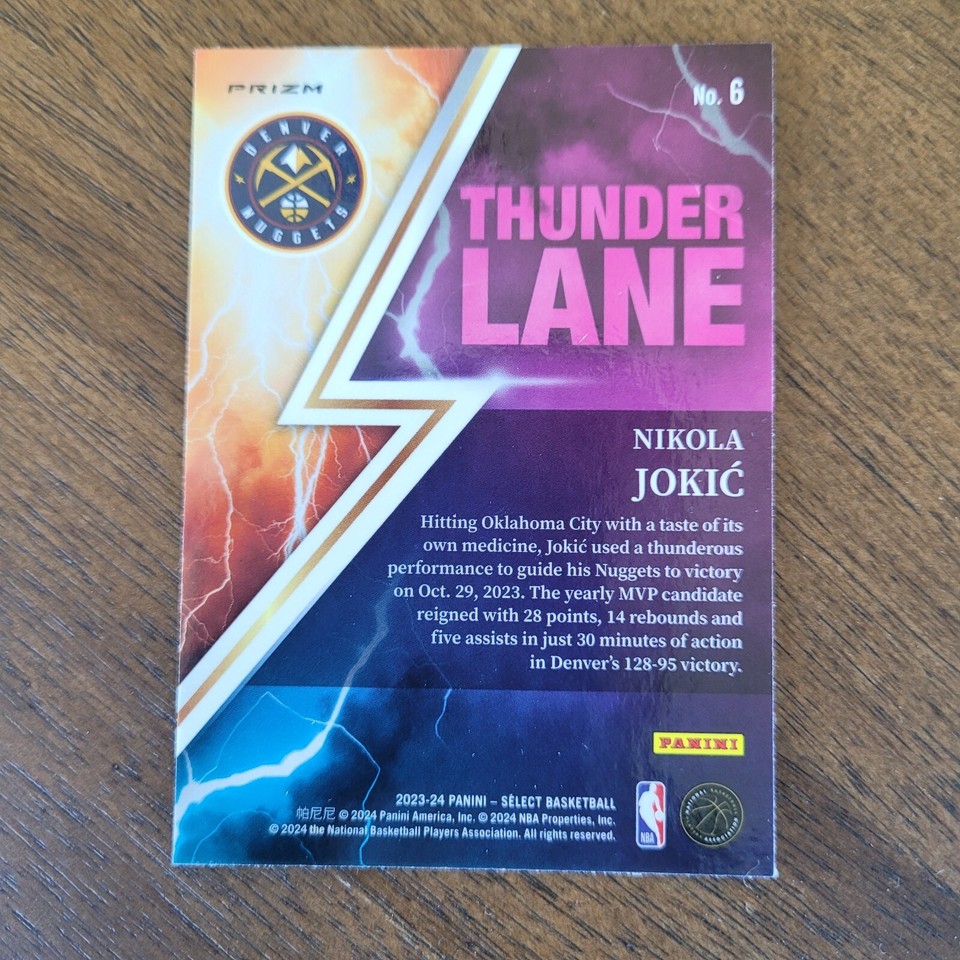 PRIZM
No. 6
DENVER
NUGGETS
THUNDER
LANE
NIKOLA
JOKIĆ
Hitting Oklahoma City with a taste of its
own medicine, Jokić used a thunderous
performance to guide his Nuggets to victory
on Oct. 29, 2023. The yearly MVP candidate
reigned with 28 points, 14 rebounds and
five assists in just 30 minutes of action
in Denver's 128-95 victory.
PANINI
2023-24 PANINI – SELECT BASKETBALL
帕尼尼 © 2024 Panini America, Inc. © 2024 NBA Properties, Inc.
© 2024 the National Basketball Players Association. All rights reserved.
NBA